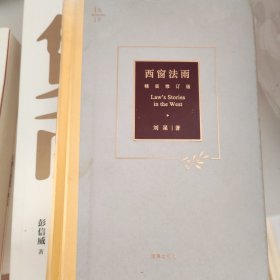 西窗法雨
精装修订版
Law's Stories
in the West
刘星｜著
彭信威
著